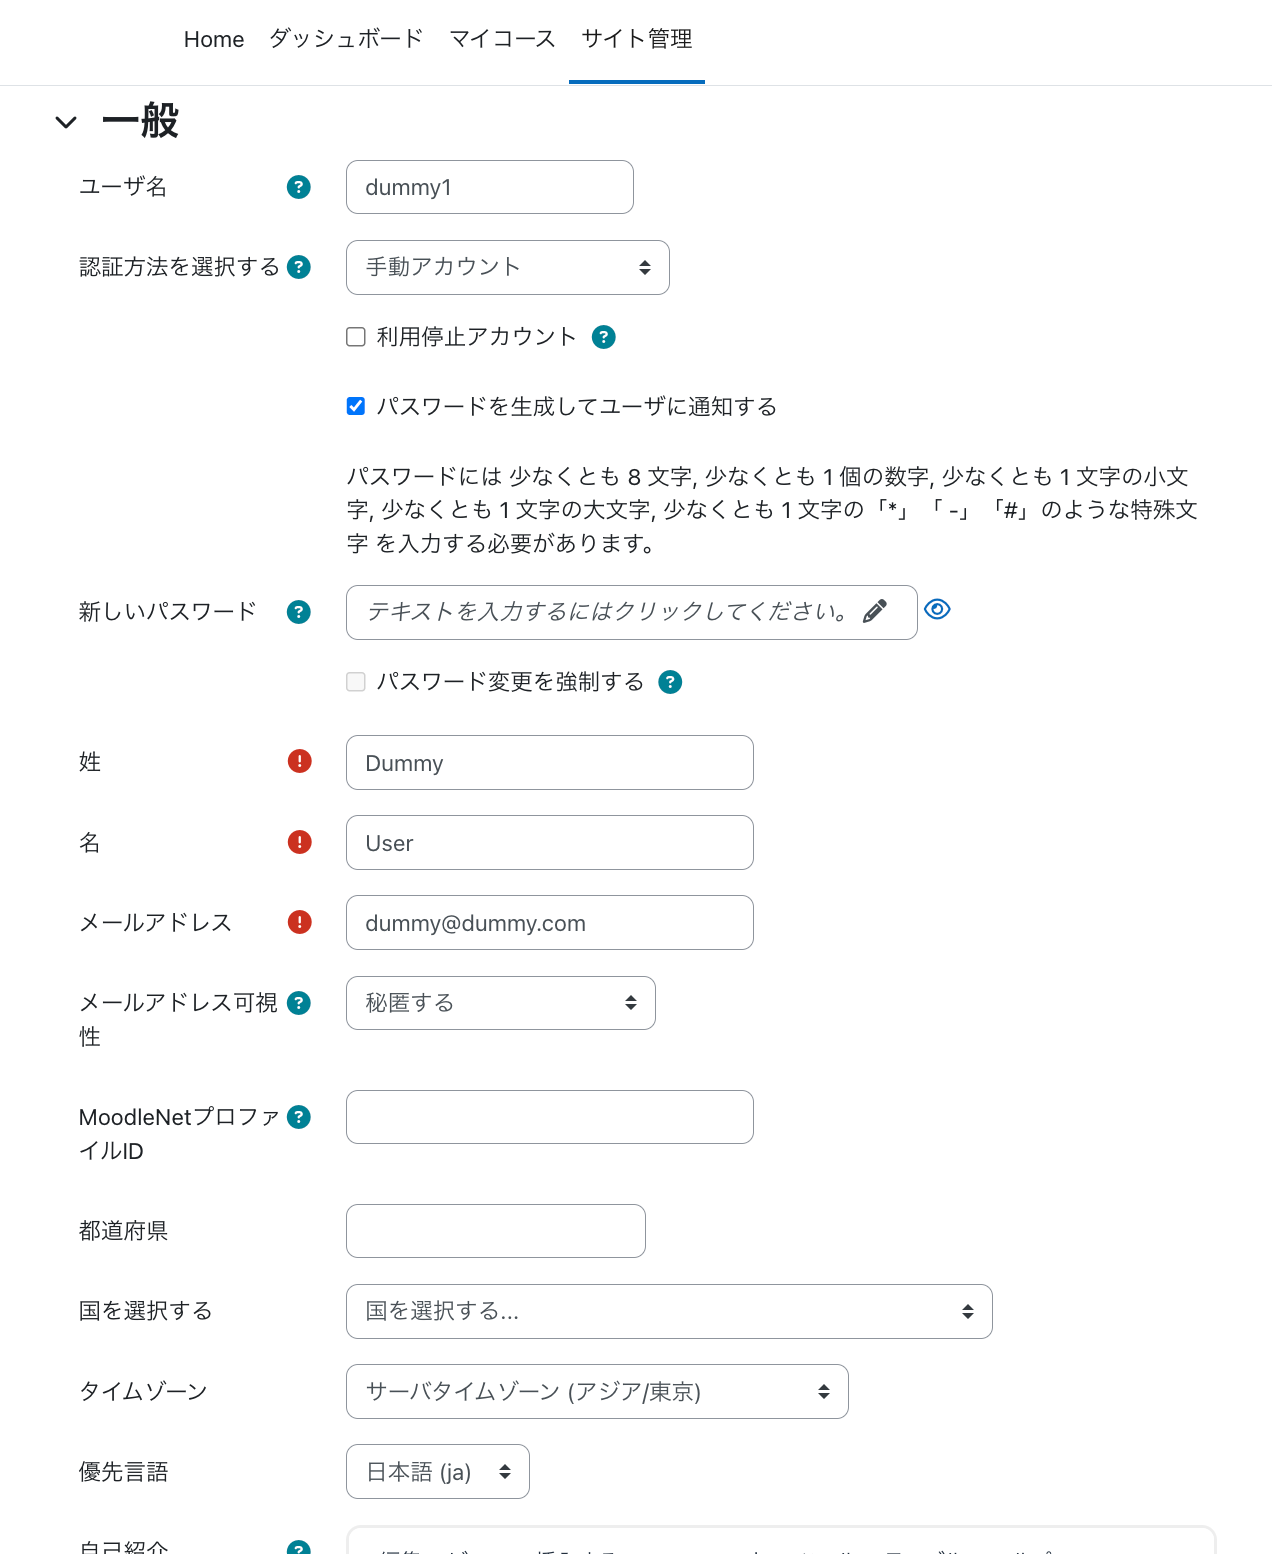 Home ダッシュボード マイコース サイト管理
一般
ユーザ名 dummy1
認証方法を選択する 手動アカウント
利用停止アカウント
パスワードを生成してユーザに通知する
パスワードには 少なくとも 8 文字, 少なくとも 1 個の数字, 少なくとも 1 文字の小文
字, 少なくとも 1 文字の大文字, 少なくとも 1 文字の「*」「 -」「#」のような特殊文
字 を入力する必要があります。
新しいパスワード テキストを入力するにはクリックしてください。
パスワード変更を強制する
姓 Dummy
名 User
メールアドレス dummy@dummy.com
メールアドレス可視 秘匿する
性
MoodleNetプロファ
イルID
都道府県
国を選択する 国を選択する...
タイムゾーン サーバタイムゾーン (アジア/東京)
優先言語 日本語 (ja)
自己紹介